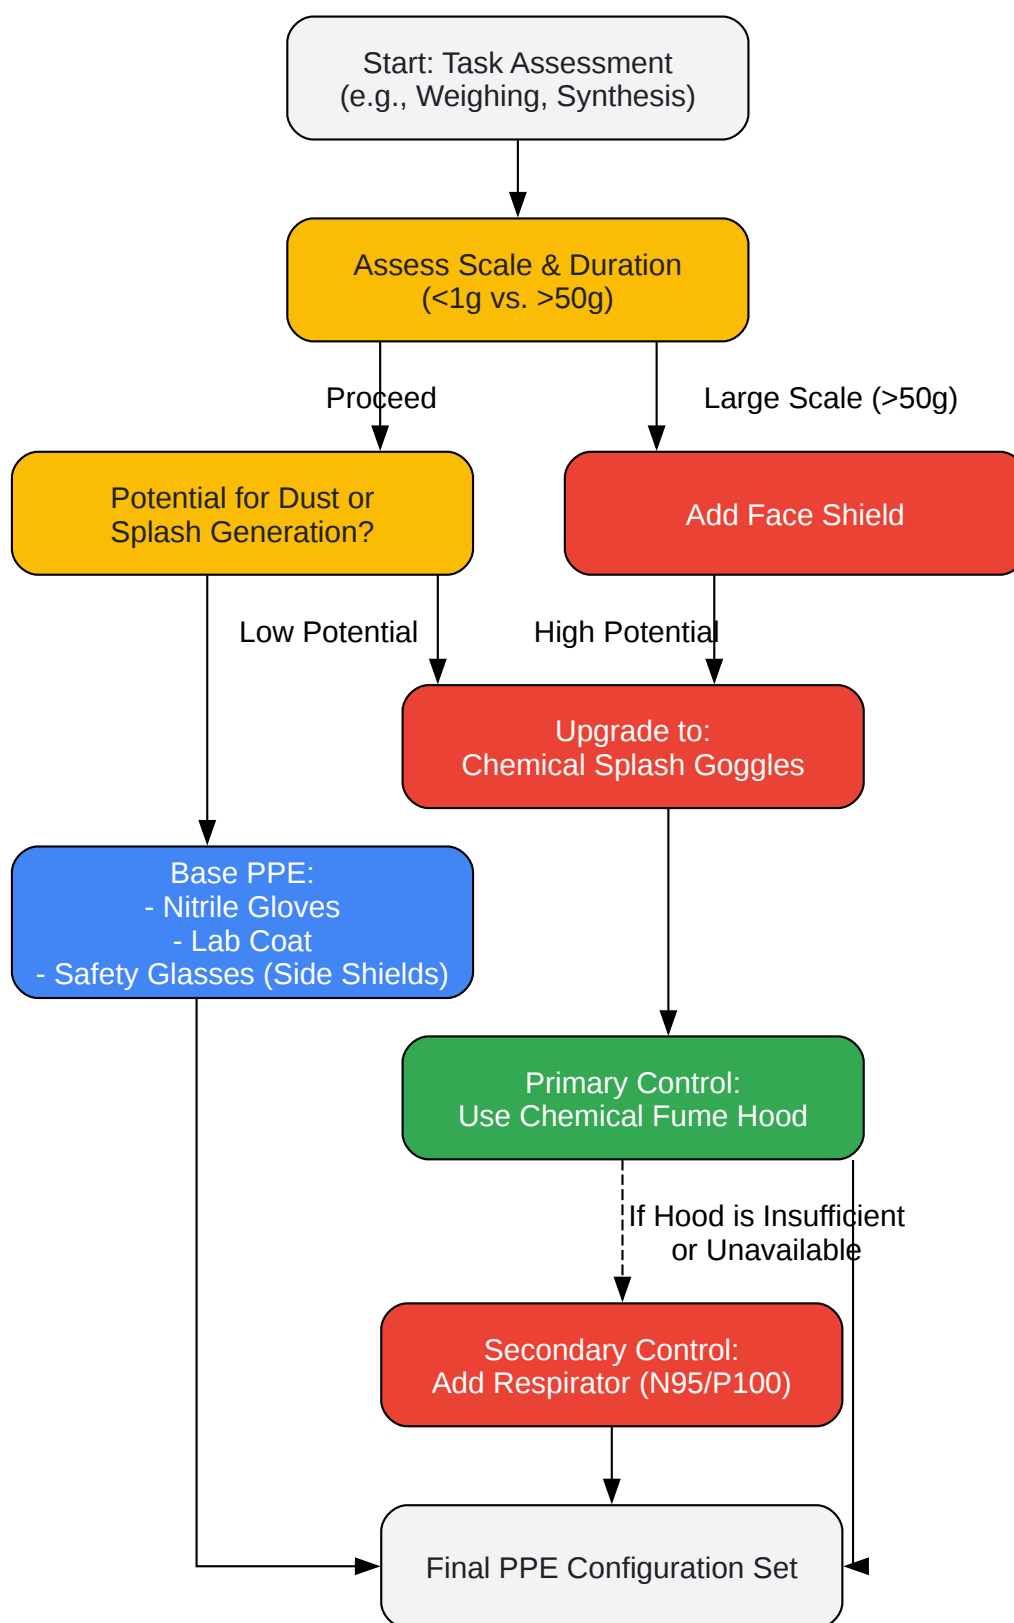 Start: Task Assessment
(e.g., Weighing, Synthesis)
Assess Scale & Duration
(<1g vs. >50g)
Proceed
Large Scale (>50g)
Potential for Dust or
Splash Generation?
Add Face Shield
Low Potential
High Potential
Upgrade to:
Chemical Splash Goggles
Base PPE:
- Nitrile Gloves
- Lab Coat
- Safety Glasses (Side Shields)
Primary Control:
Use Chemical Fume Hood
If Hood is Insufficient
or Unavailable
Secondary Control:
Add Respirator (N95/P100)
Final PPE Configuration Set